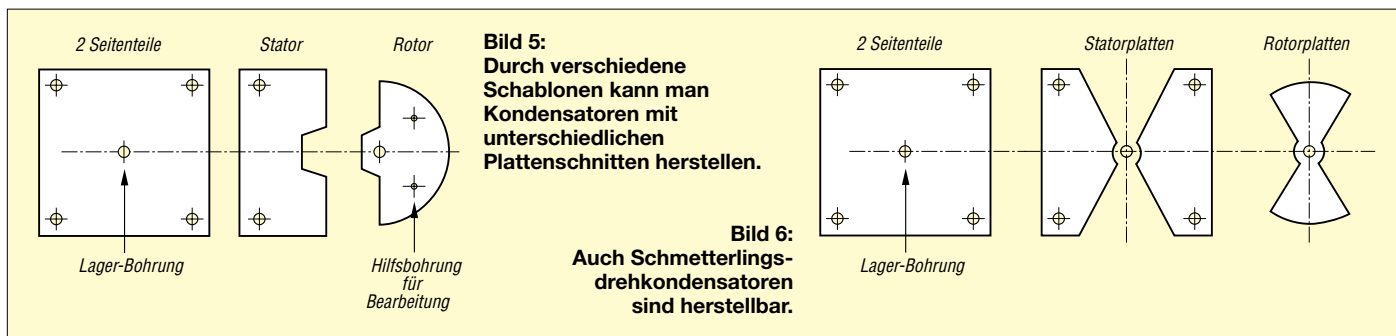 2 Seitenteile
Stator
Rotor
Lager-Bohrung
Hilfsbohrung
für
Bearbeitung
Bild 5:
Durch verschiedene
Schablonen kann man
Kondensatoren mit
unterschiedlichen
Plattenschnitten herstellen.
Bild 6:
Auch Schmetterlings-
drehkondensatoren
sind herstellbar.
2 Seitenteile
Statorplatten
Rotorplatten
Lager-Bohrung